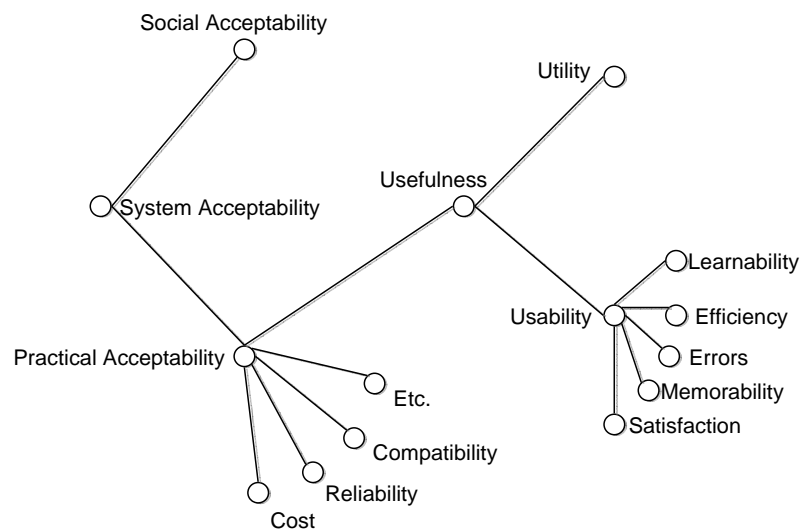 Social Acceptability
Utility
Usefulness
System Acceptability
Learnability
Usability
Efficiency
Practical Acceptability
Errors
Etc.
Memorability
Satisfaction
Compatibility
Reliability
Cost